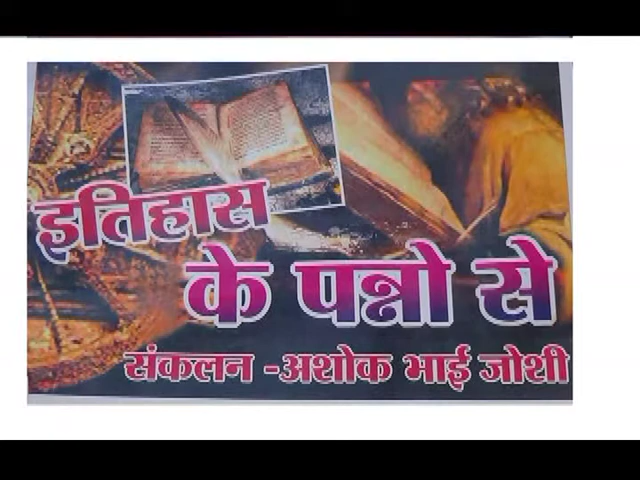 इतिहास
के पन्नो से
संकलन -अशोक भाई जोशी